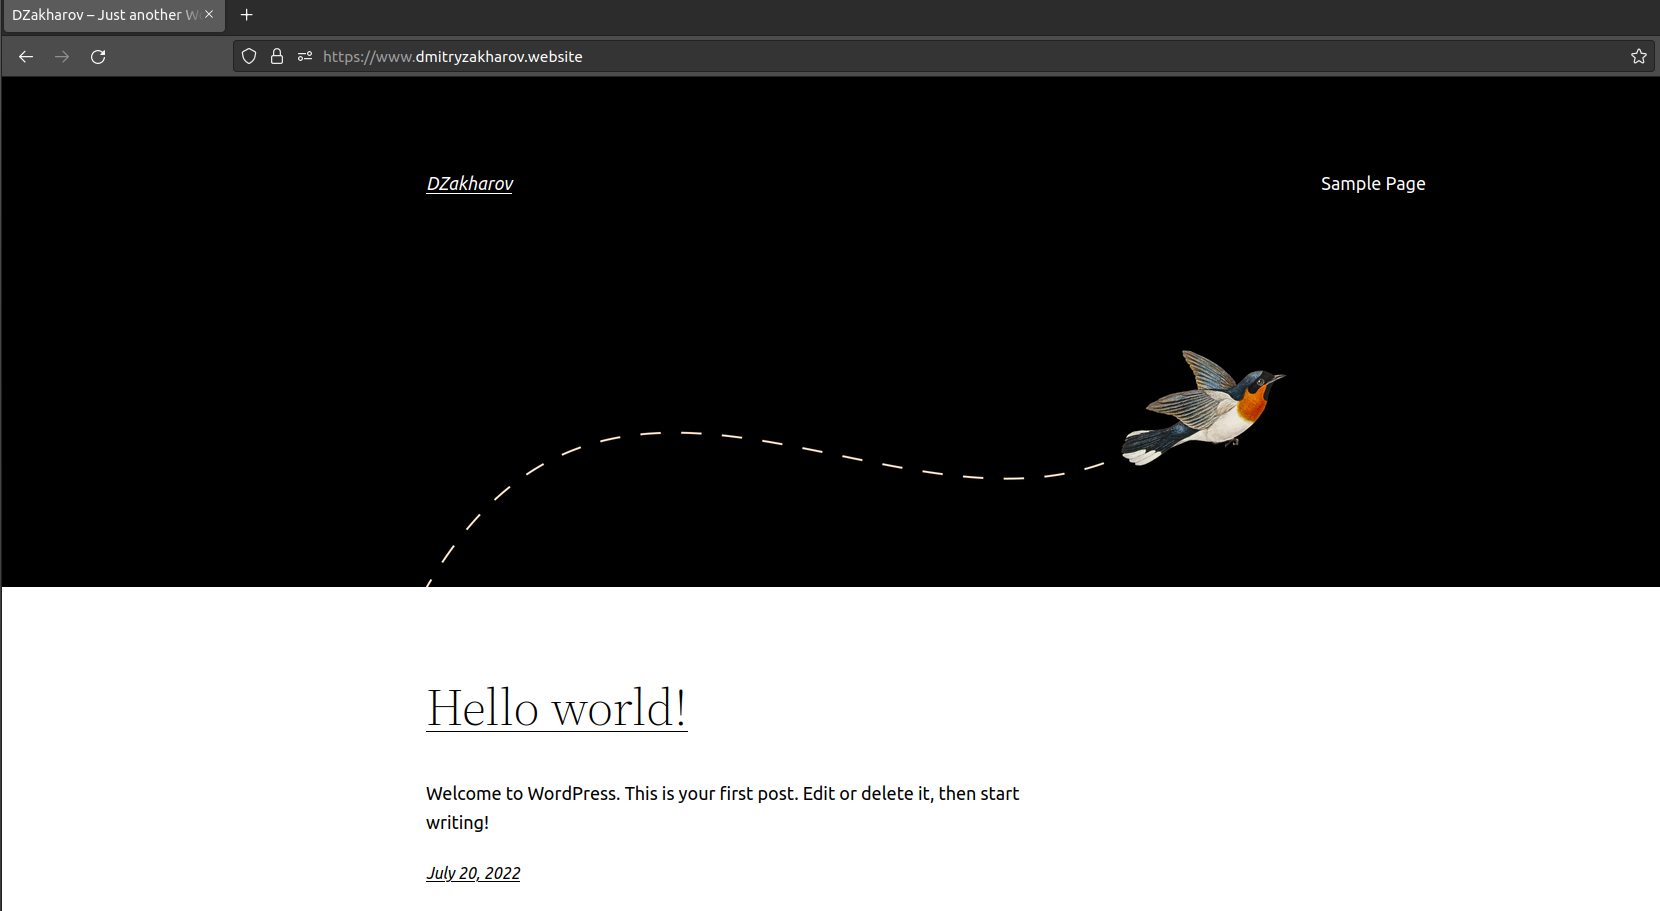 DZakharov – Just another W
https://www.dmitryzakharov.website
DZakharov
Sample Page
Hello world!
Welcome to WordPress. This is your first post. Edit or delete it, then start
writing!
July 20, 2022